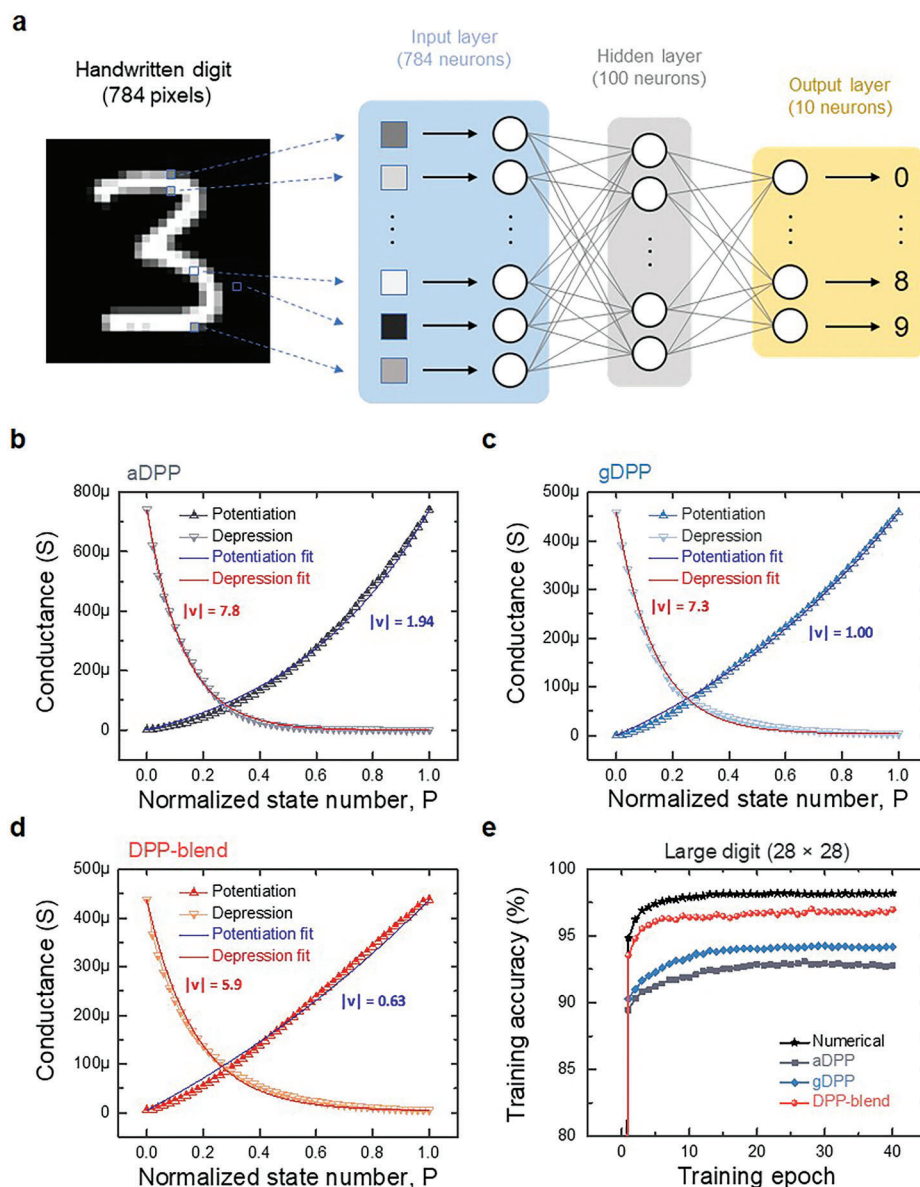 a
Handwritten digit
(784 pixels)
Input layer
(784 neurons)
Hidden layer
(100 neurons)
Output layer
(10 neurons)
0
8
9
b
aDPP
Conductance (S)
800μ
600μ
400μ
200μ
0
Potentiation
Depression
Potentiation fit
Depression fit
|v| = 7.8
|v| = 1.94
0.0 0.2 0.4 0.6 0.8 1.0
Normalized state number, P
c
gDPP
Conductance (S)
500μ
400μ
300μ
200μ
100μ
0
Potentiation
Depression
Potentiation fit
Depression fit
|v| = 7.3
|v| = 1.00
0.0 0.2 0.4 0.6 0.8 1.0
Normalized state number, P
d
DPP-blend
Conductance (S)
500μ
400μ
300μ
200μ
100μ
0
Potentiation
Depression
Potentiation fit
Depression fit
|v| = 5.9
|v| = 0.63
0.0 0.2 0.4 0.6 0.8 1.0
Normalized state number, P
e
Large digit (28 × 28)
Training accuracy (%)
100
95
90
85
80
Numerical
aDPP
gDPP
DPP-blend
0 10 20 30 40
Training epoch